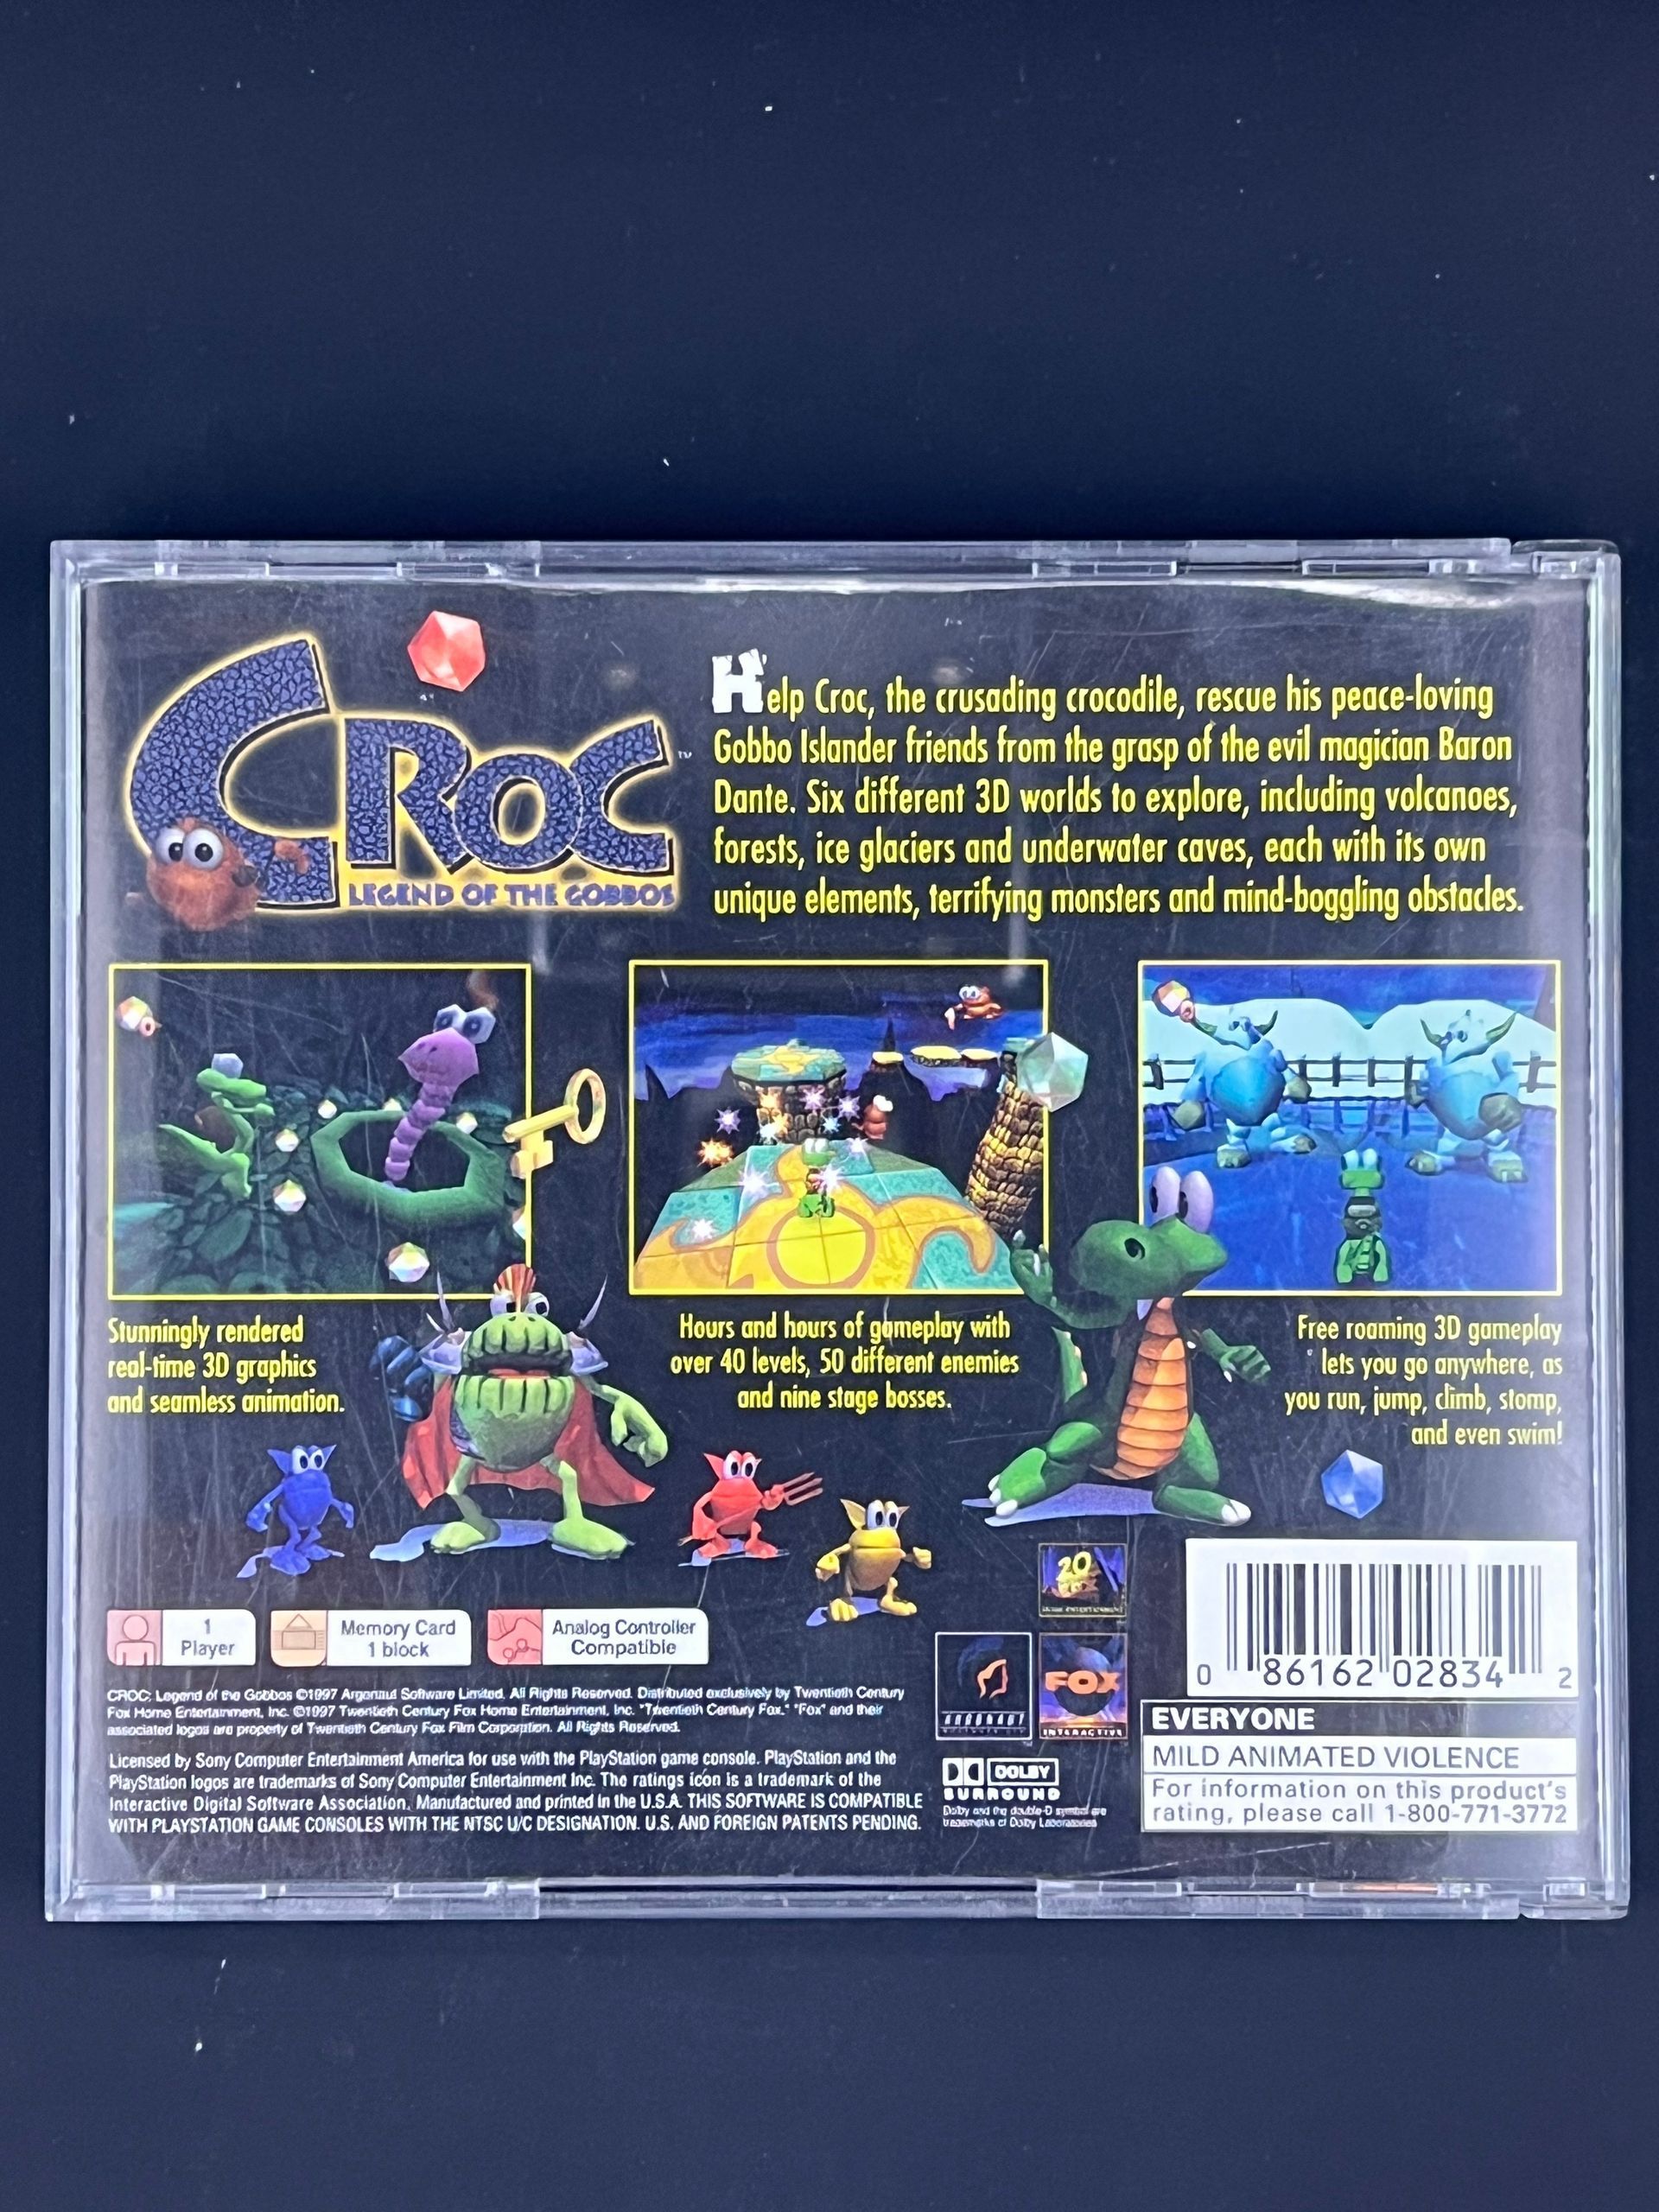 CROC™
LEGEND OF THE GOBBOS
Help Croc, the crusading crocodile, rescue his peace-loving
Gobbo Islander friends from the grasp of the evil magician Baron
Dante. Six different 3D worlds to explore, including volcanoes,
forests, ice glaciers and underwater caves, each with its own
unique elements, terrifying monsters and mind-boggling obstacles.
Stunningly rendered
real-time 3D graphics
and seamless animation.
Hours and hours of gameplay with
over 40 levels, 50 different enemies
and nine stage bosses.
Free roaming 3D gameplay
lets you go anywhere, as
you run, jump, climb, stomp,
and even swim!
1
Player
Memory Card
1 block
Analog Controller
Compatible
CROC: Legend of the Gobbos ©1997 Argonaut Software Limited. All Rights Reserved. Distributed exclusively by Twentieth Century
Fox Home Entertainment, Inc. ©1997 Twentieth Century Fox Home Entertainment, Inc. "Twentieth Century Fox." "Fox" and their
associated logos are property of Twentieth Century Fox Film Corporation. All Rights Reserved.
Licensed by Sony Computer Entertainment America for use with the PlayStation game console. PlayStation and the
PlayStation logos are trademarks of Sony Computer Entertainment Inc. The ratings icon is a trademark of the
Interactive Digital Software Association. Manufactured and printed in the U.S.A. THIS SOFTWARE IS COMPATIBLE
WITH PLAYSTATION GAME CONSOLES WITH THE NTSC U/C DESIGNATION. U.S. AND FOREIGN PATENTS PENDING.
20
FOX
ARGONAUT
FOX
INTERACTIVE
DOLBY
SURROUND
Dolby and the double-D symbol are
trademarks of Dolby Laboratories
0 86162 02834 2
EVERYONE
MILD ANIMATED VIOLENCE
For information on this product's
rating, please call 1-800-771-3772